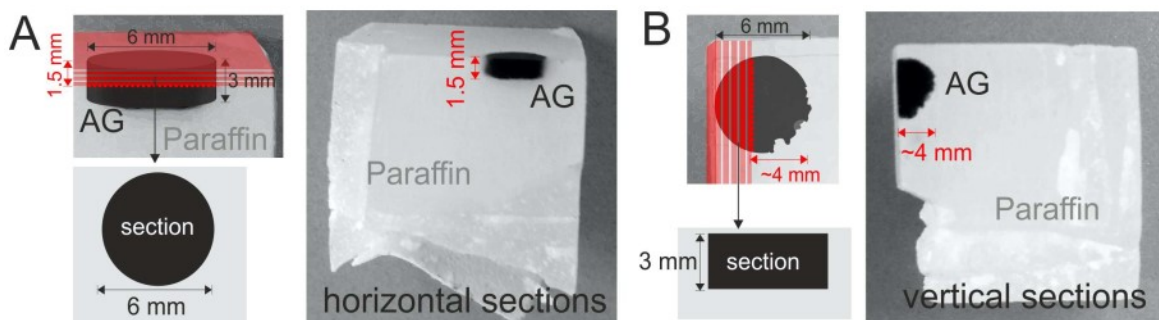 A
6 mm
1.5 mm
3 mm
AG
Paraffin
section
6 mm
1.5 mm
AG
Paraffin
horizontal sections
B
6 mm
~4 mm
3 mm
section
AG
~4 mm
Paraffin
vertical sections